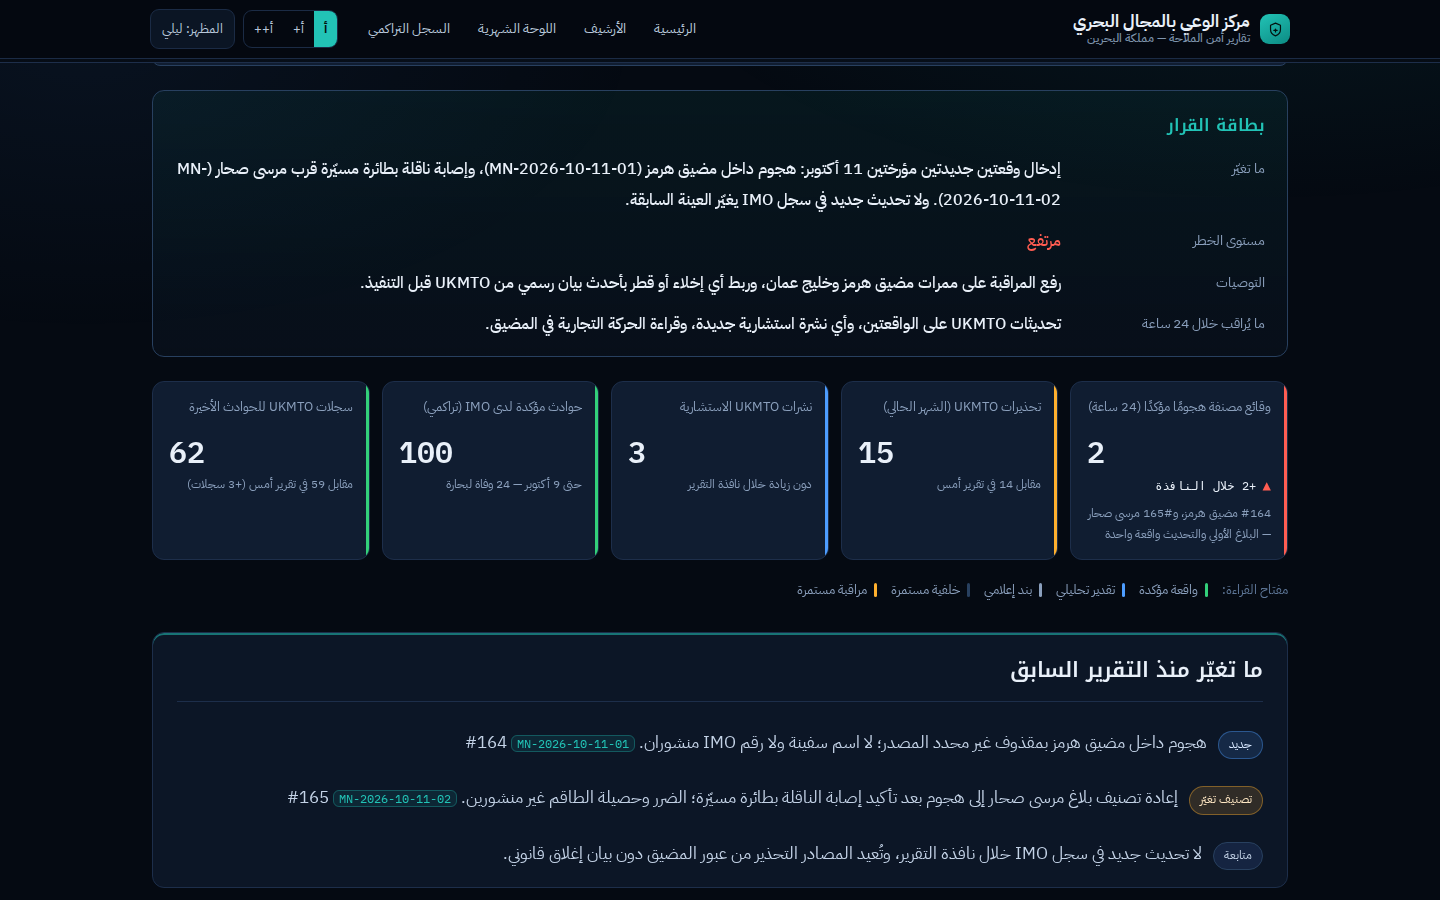 مركز الوعي بالمجال البحري
تقارير أمن الملاحة — مملكة البحرين
الرئيسية
الأرشيف
اللوحة الشهرية
السجل التراكمي
أ
أ+
أ++
المظهر: ليلي
بطاقة القرار
ما تغيّر
إدخال وقعتين جديدتين مؤرختين 11 أكتوبر: هجوم داخل مضيق هرمز (MN-2026-10-11-01)، وإصابة ناقلة بطائرة مسيّرة قرب مرسى صحار (MN-
2026-10-11-02). ولا تحديث جديد في سجل IMO يغيّر العينة السابقة.
مستوى الخطر
مرتفع
التوصيات
رفع المراقبة على ممرات مضيق هرمز وخليج عمان، وربط أي إخلاء أو قطر بأحدث بيان رسمي من UKMTO قبل التنفيذ.
ما يُراقب خلال 24 ساعة
تحديثات UKMTO على الواقعتين، وأي نشرة استشارية جديدة، وقراءة الحركة التجارية في المضيق.
وقائع مصنفة هجومًا مؤكدًا (24 ساعة)
2
▲ +2 خلال النافذة
#164 مضيق هرمز، و#165 مرسى صحار
— البلاغ الأولي والتحديث واقعة واحدة
تحذيرات UKMTO (الشهر الحالي)
15
مقابل 14 في تقرير أمس
نشرات UKMTO الاستشارية
3
دون زيادة خلال نافذة التقرير
حوادث مؤكدة لدى IMO (تراكمي)
100
حتى 9 أكتوبر — 24 وفاة لبحارة
سجلات UKMTO للحوادث الأخيرة
62
مقابل 59 في تقرير أمس (+3 سجلات)
مفتاح القراءة:
واقعة مؤكدة
تقدير تحليلي
بند إعلامي
خلفية مستمرة
مراقبة مستمرة
ما تغيّر منذ التقرير السابق
جديد
هجوم داخل مضيق هرمز بمقذوف غير محدد المصدر؛ لا اسم سفينة ولا رقم IMO منشوران. MN-2026-10-11-01 #164
تصنيف تغيّر
إعادة تصنيف بلاغ مرسى صحار إلى هجوم بعد تأكيد إصابة الناقلة بطائرة مسيّرة؛ الضرر وحصيلة الطاقم غير منشورين. MN-2026-10-11-02 #165
متابعة
لا تحديث جديد في سجل IMO خلال نافذة التقرير، وتُعيد المصادر التحذير من عبور المضيق دون بيان إغلاق قانوني.